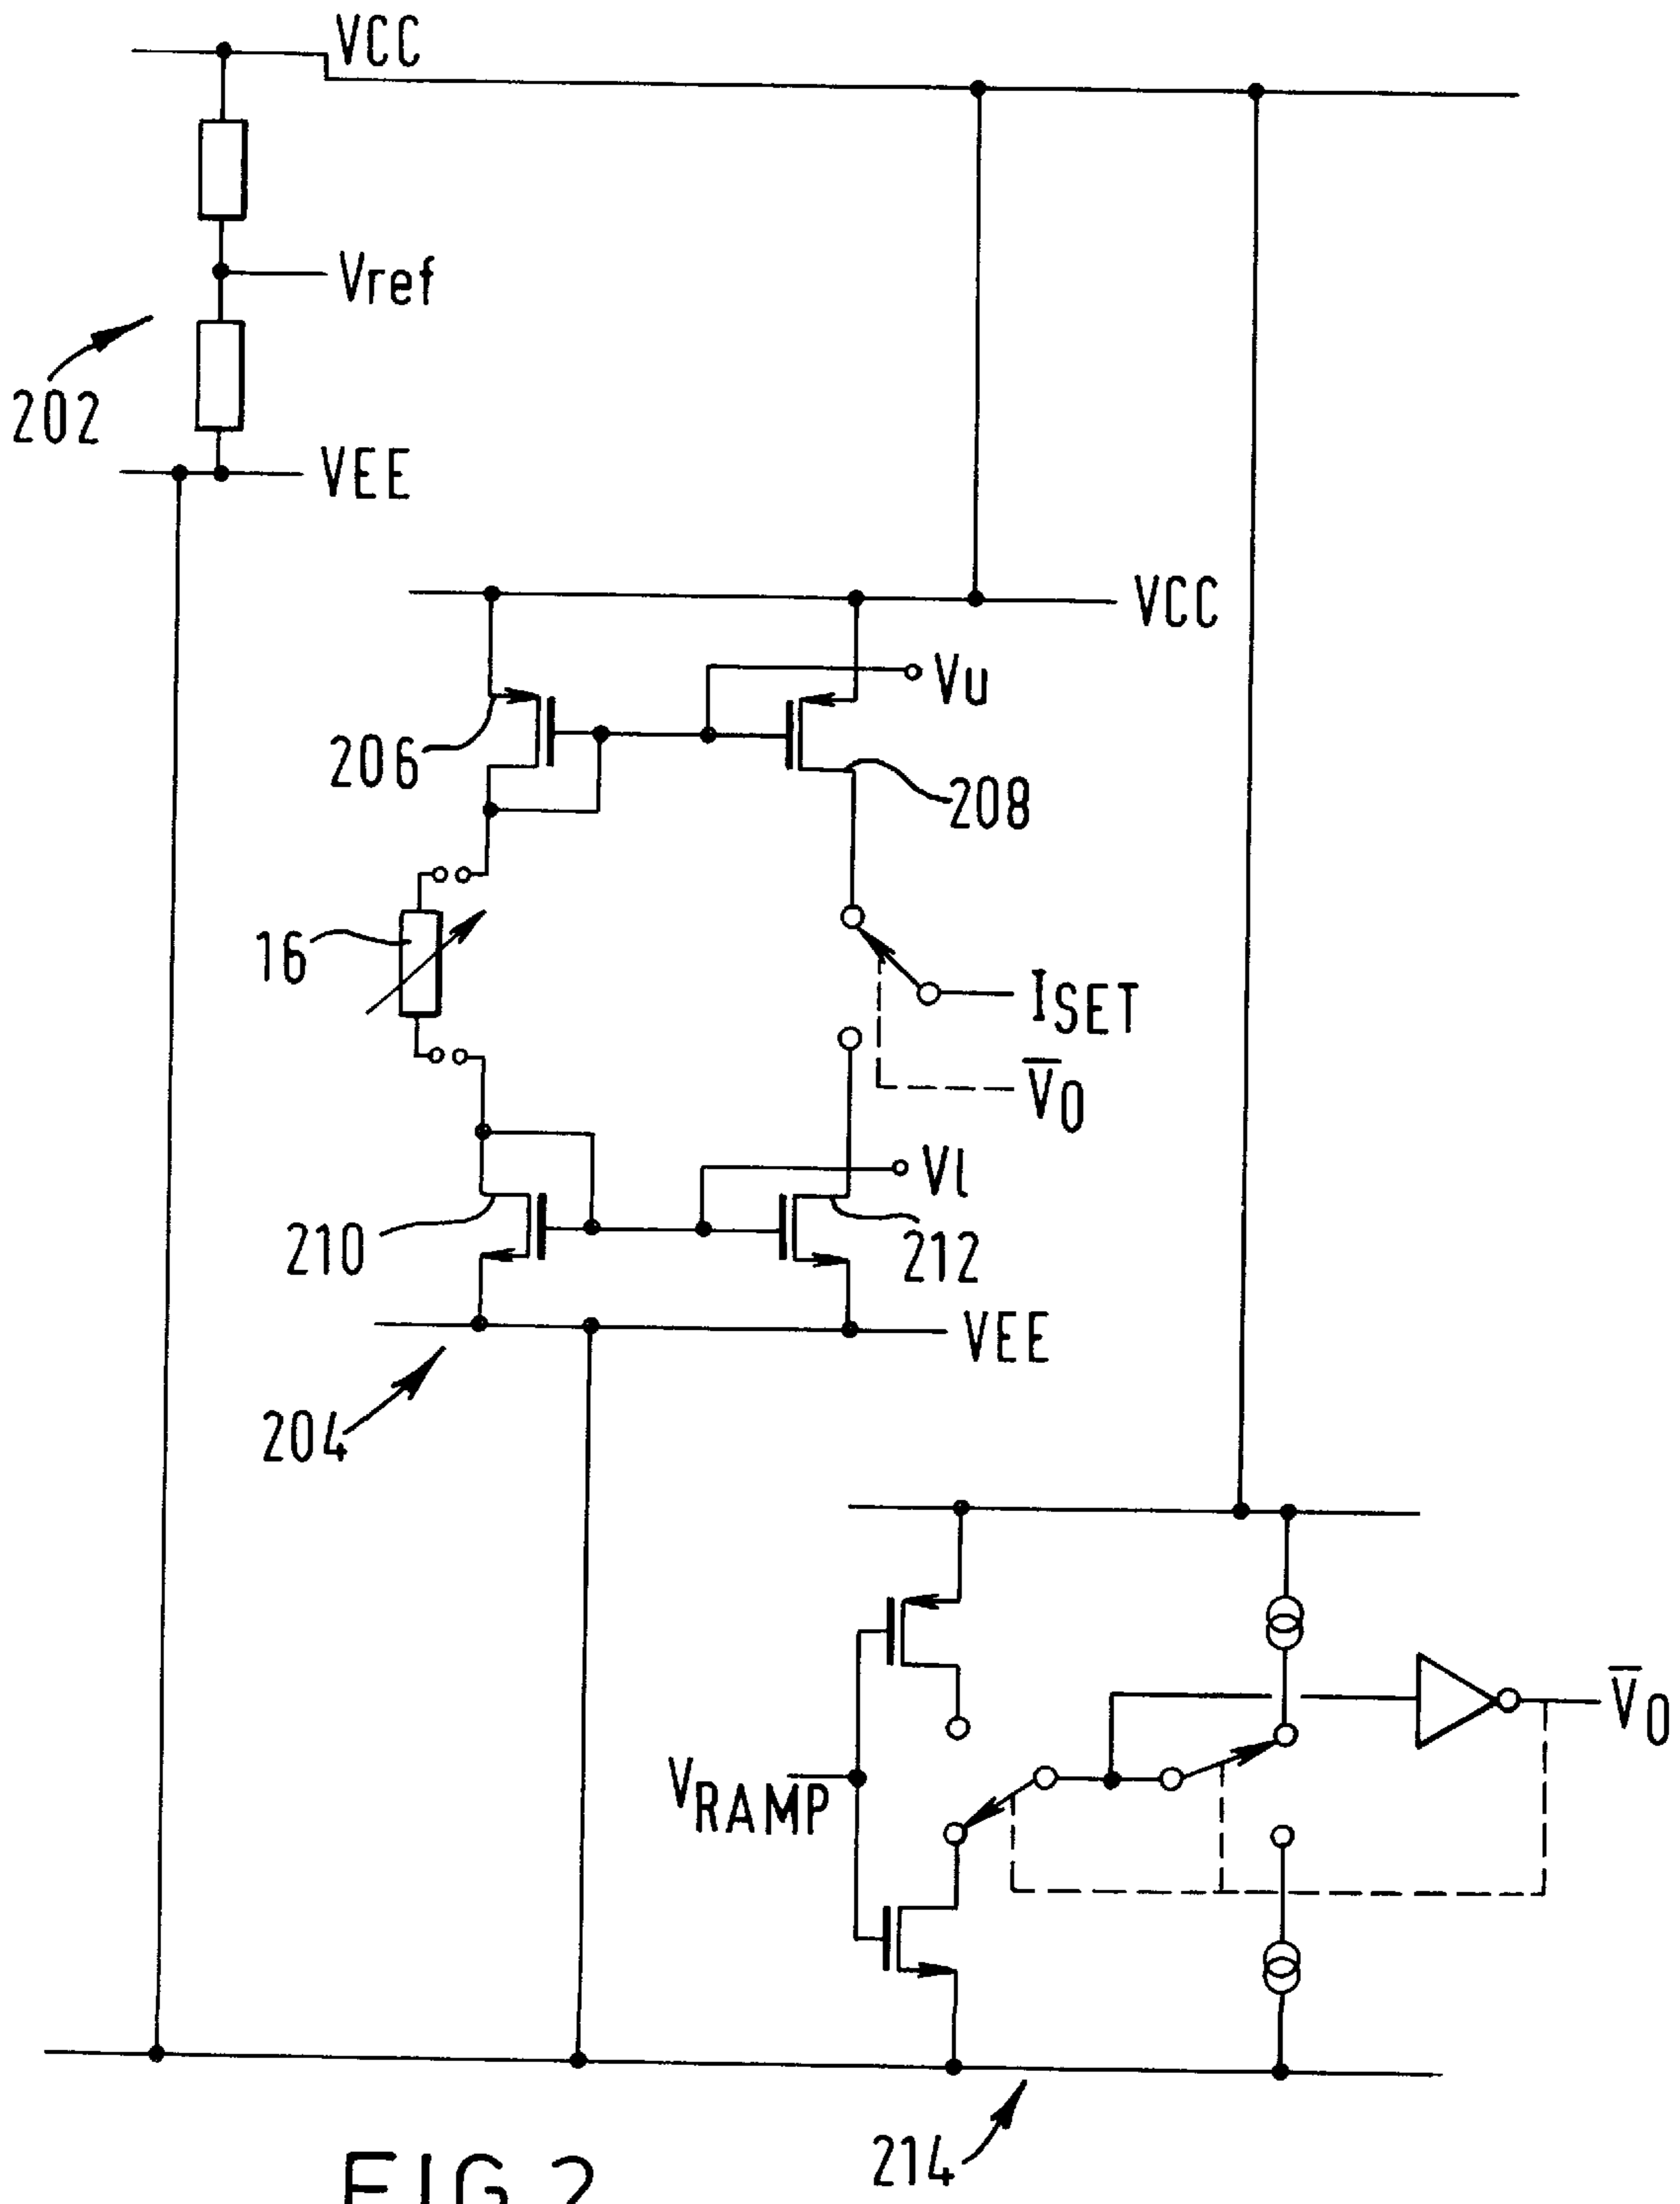 VCC
Vref
202
VEE
VCC
Vu
206
208
16
ISET
V̅0
Vl
210
212
VEE
204
V̅0
VRAMP
214
FIG. 2